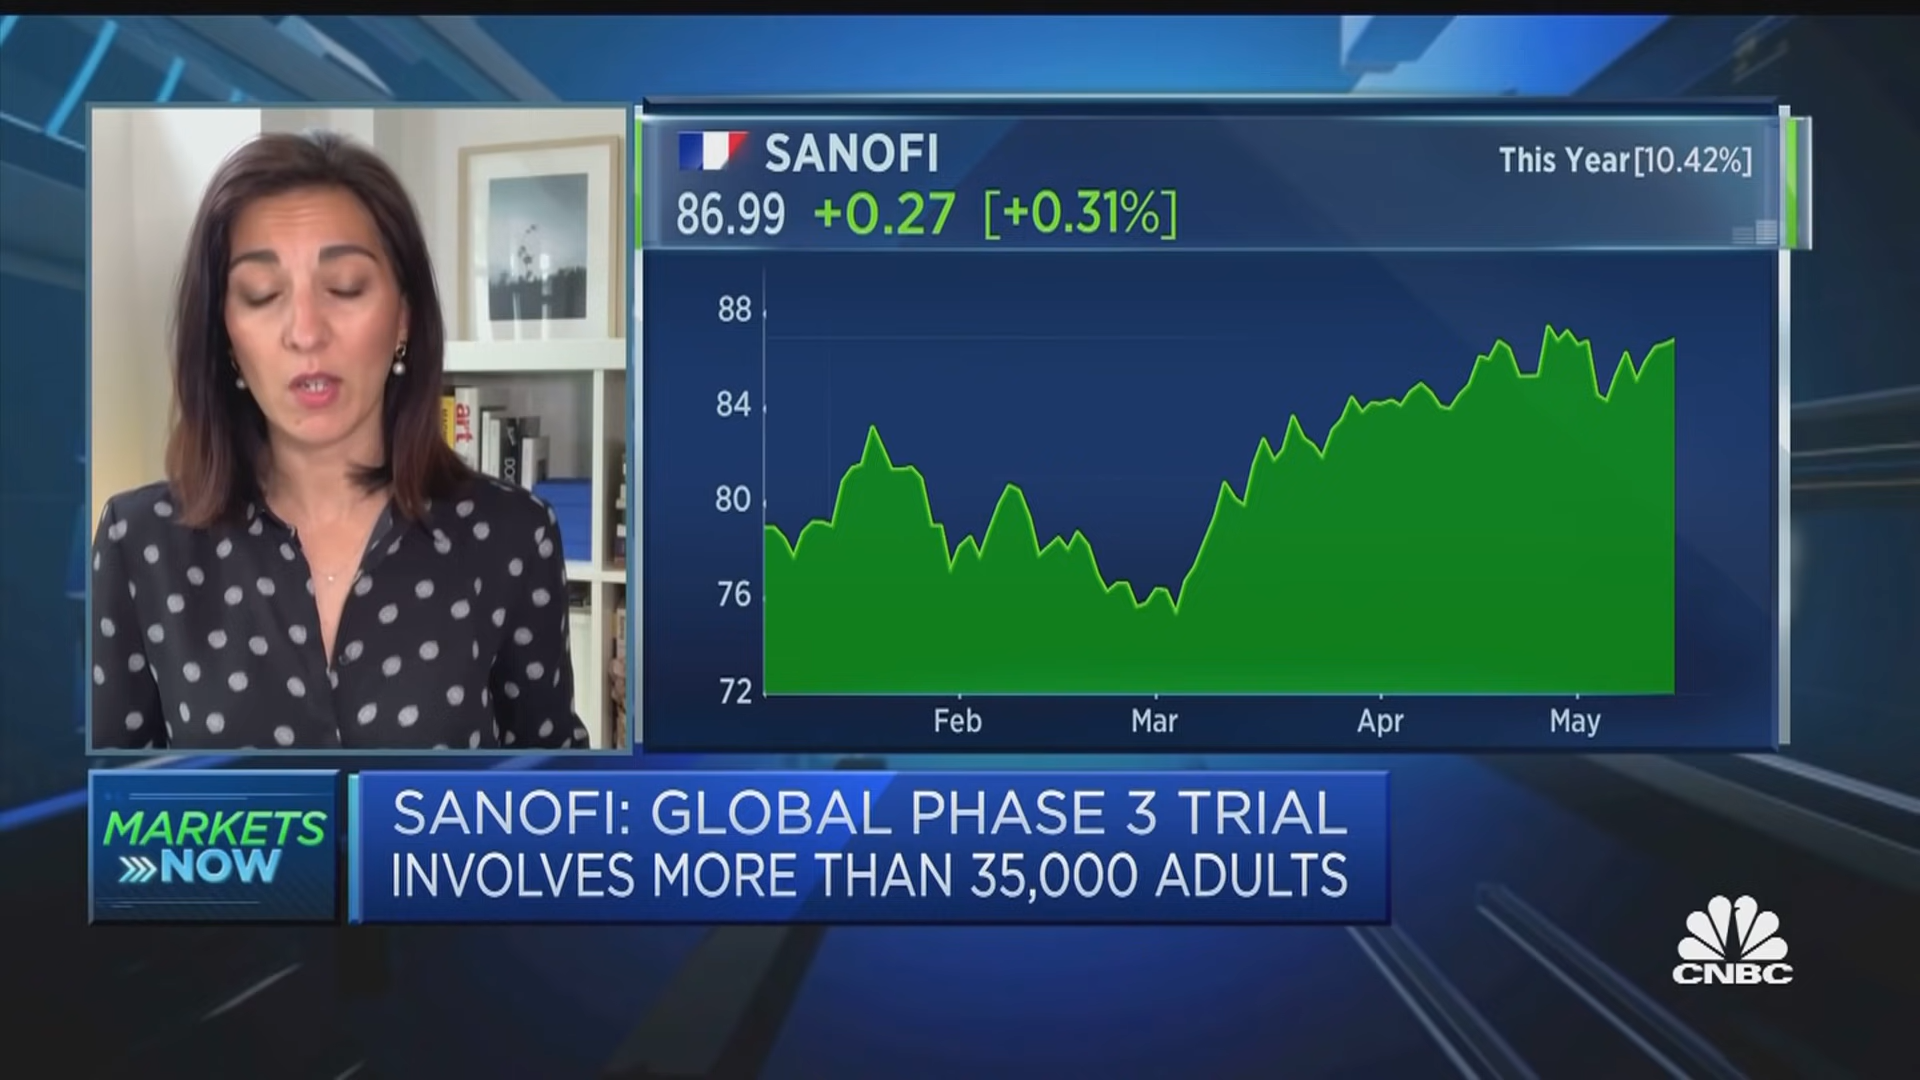 SANOFI
This Year[10.42%]
86.99 +0.27 [+0.31%]
88
84
80
76
72
Feb Mar Apr May
art
MARKETS
NOW
SANOFI: GLOBAL PHASE 3 TRIAL
INVOLVES MORE THAN 35,000 ADULTS
CNBC